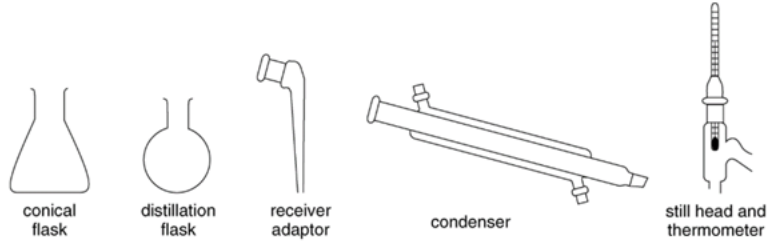 conical
flask
distillation
flask
receiver
adaptor
condenser
still head and
thermometer